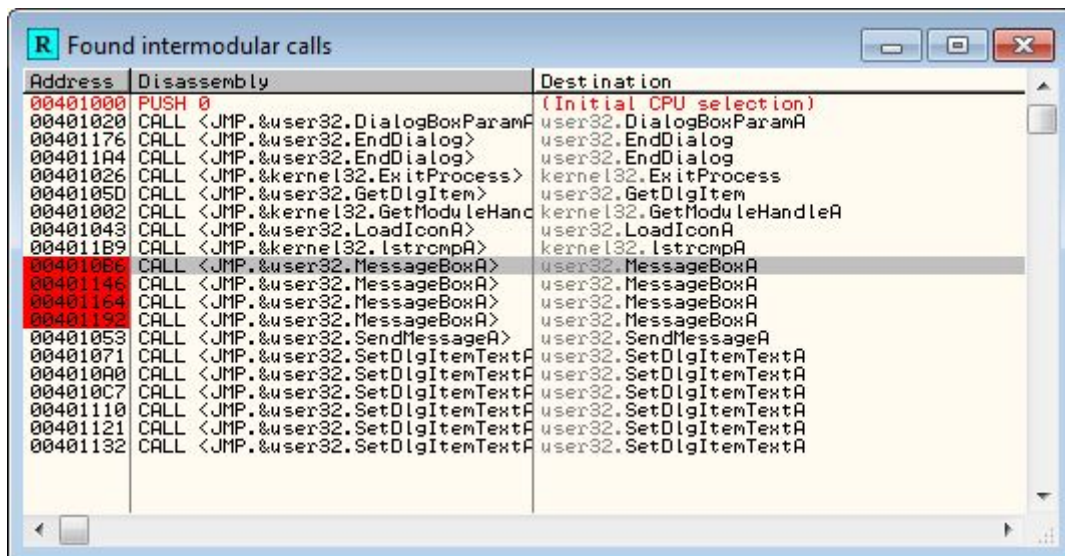 R Found intermodular calls
Address Disassembly Destination
00401000 PUSH 0 (Initial CPU selection)
00401020 CALL <JMP.&user32.DialogBoxParamA user32.DialogBoxParamA
00401176 CALL <JMP.&user32.EndDialog> user32.EndDialog
004011A4 CALL <JMP.&user32.EndDialog> user32.EndDialog
00401026 CALL <JMP.&kernel32.ExitProcess> kernel32.ExitProcess
0040105D CALL <JMP.&user32.GetDlgItem> user32.GetDlgItem
00401002 CALL <JMP.&kernel32.GetModuleHand kernel32.GetModuleHandleA
00401043 CALL <JMP.&user32.LoadIconA> user32.LoadIconA
004011B9 CALL <JMP.&kernel32.lstrcmpA> kernel32.lstrcmpA
004010B6 CALL <JMP.&user32.MessageBoxA> user32.MessageBoxA
00401146 CALL <JMP.&user32.MessageBoxA> user32.MessageBoxA
00401164 CALL <JMP.&user32.MessageBoxA> user32.MessageBoxA
00401192 CALL <JMP.&user32.MessageBoxA> user32.MessageBoxA
00401053 CALL <JMP.&user32.SendMessageA> user32.SendMessageA
00401071 CALL <JMP.&user32.SetDlgItemTextA user32.SetDlgItemTextA
004010A0 CALL <JMP.&user32.SetDlgItemTextA user32.SetDlgItemTextA
004010C7 CALL <JMP.&user32.SetDlgItemTextA user32.SetDlgItemTextA
00401110 CALL <JMP.&user32.SetDlgItemTextA user32.SetDlgItemTextA
00401121 CALL <JMP.&user32.SetDlgItemTextA user32.SetDlgItemTextA
00401132 CALL <JMP.&user32.SetDlgItemTextA user32.SetDlgItemTextA